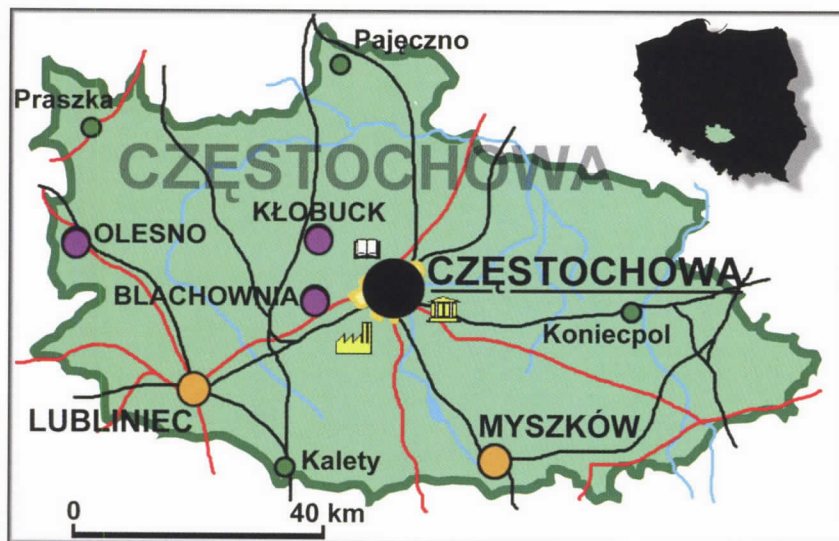 Pajęczno
Praszka
CZĘSTOCHOWA
KŁOBUCK
OLESNO
CZĘSTOCHOWA
BLACHOWNIA
Koniecpol
LUBLINIEC
MYSZKÓW
Kalety
0 40 km